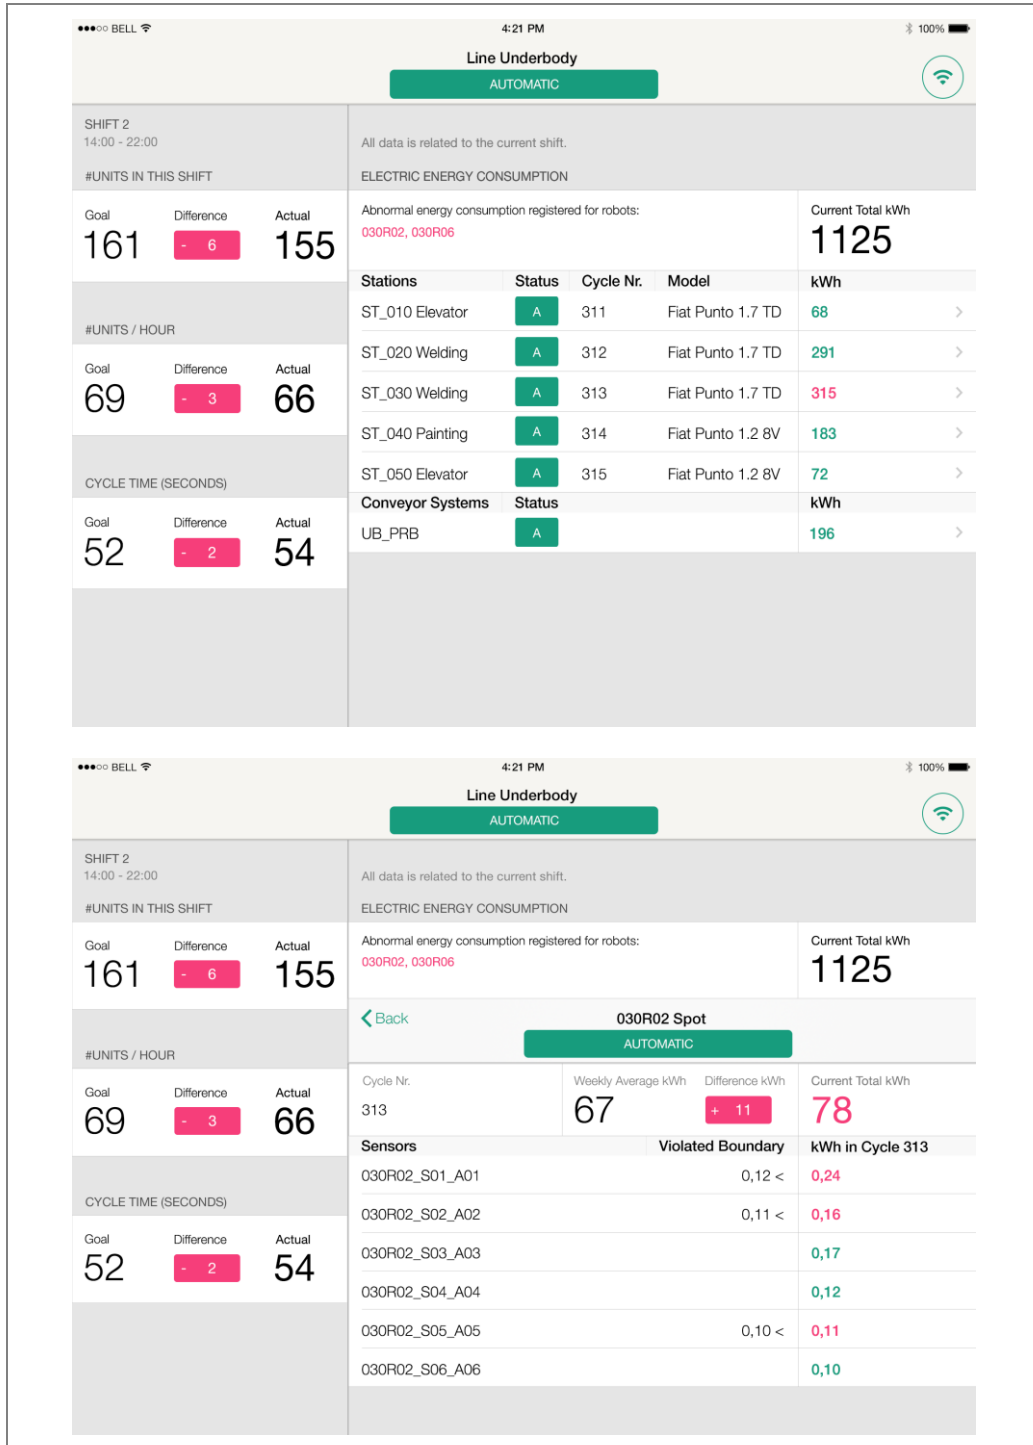 BELL 4:21 PM 100%
Line Underbody
AUTOMATIC
SHIFT 2
14:00 - 22:00
All data is related to the current shift.
#UNITS IN THIS SHIFT
ELECTRIC ENERGY CONSUMPTION
Goal Difference Actual
161 - 6 155
Abnormal energy consumption registered for robots:
030R02, 030R06
Current Total kWh
1125
Stations Status Cycle Nr. Model kWh
ST_010 Elevator A 311 Fiat Punto 1.7 TD 68 >
ST_020 Welding A 312 Fiat Punto 1.7 TD 291 >
ST_030 Welding A 313 Fiat Punto 1.7 TD 315 >
ST_040 Painting A 314 Fiat Punto 1.2 8V 183 >
ST_050 Elevator A 315 Fiat Punto 1.2 8V 72 >
Conveyor Systems Status kWh
UB_PRB A 196 >
#UNITS / HOUR
Goal Difference Actual
69 - 3 66
CYCLE TIME (SECONDS)
Goal Difference Actual
52 - 2 54
BELL 4:21 PM 100%
Line Underbody
AUTOMATIC
SHIFT 2
14:00 - 22:00
All data is related to the current shift.
#UNITS IN THIS SHIFT
ELECTRIC ENERGY CONSUMPTION
Goal Difference Actual
161 - 6 155
Abnormal energy consumption registered for robots:
030R02, 030R06
Current Total kWh
1125
Back 030R02 Spot
AUTOMATIC
Cycle Nr. Weekly Average kWh Difference kWh Current Total kWh
313 67 + 11 78
Sensors Violated Boundary kWh in Cycle 313
030R02_S01_A01 0,12 < 0,24
030R02_S02_A02 0,11 < 0,16
030R02_S03_A03 0,17
030R02_S04_A04 0,12
030R02_S05_A05 0,10 < 0,11
030R02_S06_A06 0,10
#UNITS / HOUR
Goal Difference Actual
69 - 3 66
CYCLE TIME (SECONDS)
Goal Difference Actual
52 - 2 54